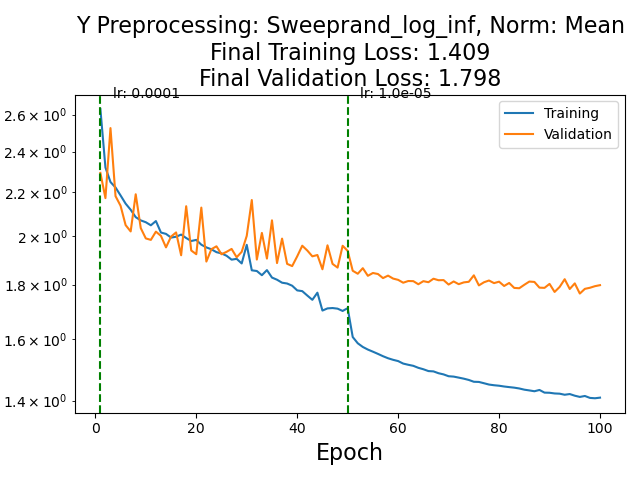 Y Preprocessing: Sweeprand_log_inf, Norm: Mean
Final Training Loss: 1.409
Final Validation Loss: 1.798
lr: 0.0001
lr: 1.0e-05
Training
Validation
2.6 × 10⁰
2.4 × 10⁰
2.2 × 10⁰
2 × 10⁰
1.8 × 10⁰
1.6 × 10⁰
1.4 × 10⁰
0 20 40 60 80 100
Epoch